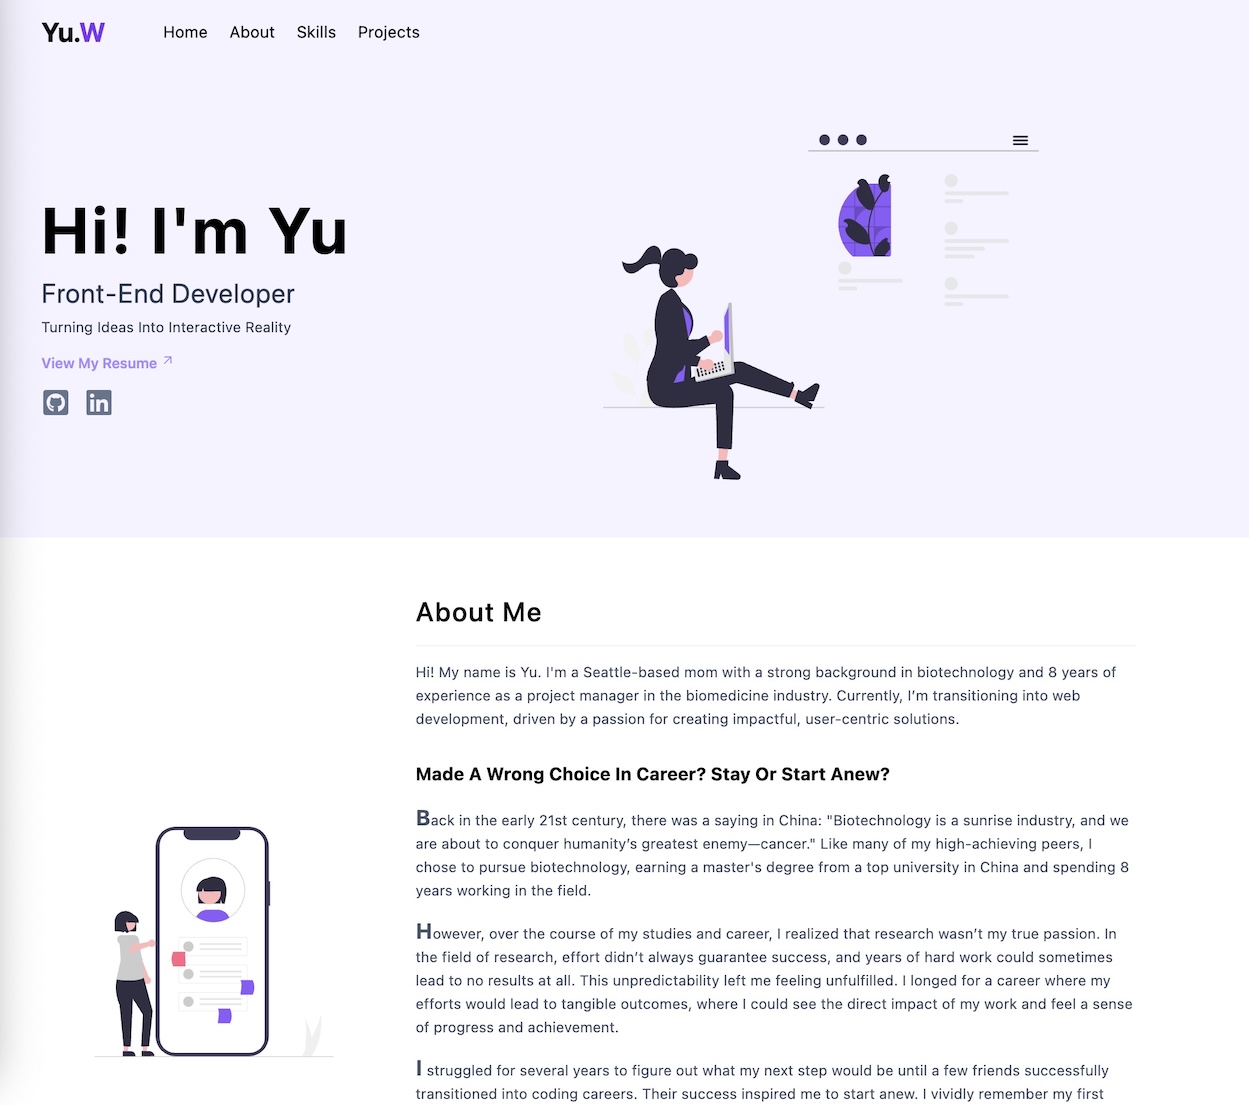 Yu.W
Home About Skills Projects
Hi! I'm Yu
Front-End Developer
Turning Ideas Into Interactive Reality
View My Resume ↗
in
About Me
Hi! My name is Yu. I'm a Seattle-based mom with a strong background in biotechnology and 8 years of
experience as a project manager in the biomedicine industry. Currently, I’m transitioning into web
development, driven by a passion for creating impactful, user-centric solutions.
Made A Wrong Choice In Career? Stay Or Start Anew?
Back in the early 21st century, there was a saying in China: "Biotechnology is a sunrise industry, and we
are about to conquer humanity’s greatest enemy—cancer." Like many of my high-achieving peers, I
chose to pursue biotechnology, earning a master's degree from a top university in China and spending 8
years working in the field.
However, over the course of my studies and career, I realized that research wasn’t my true passion. In
the field of research, effort didn’t always guarantee success, and years of hard work could sometimes
lead to no results at all. This unpredictability left me feeling unfulfilled. I longed for a career where my
efforts would lead to tangible outcomes, where I could see the direct impact of my work and feel a sense
of progress and achievement.
I struggled for several years to figure out what my next step would be until a few friends successfully
transitioned into coding careers. Their success inspired me to start anew. I vividly remember my first